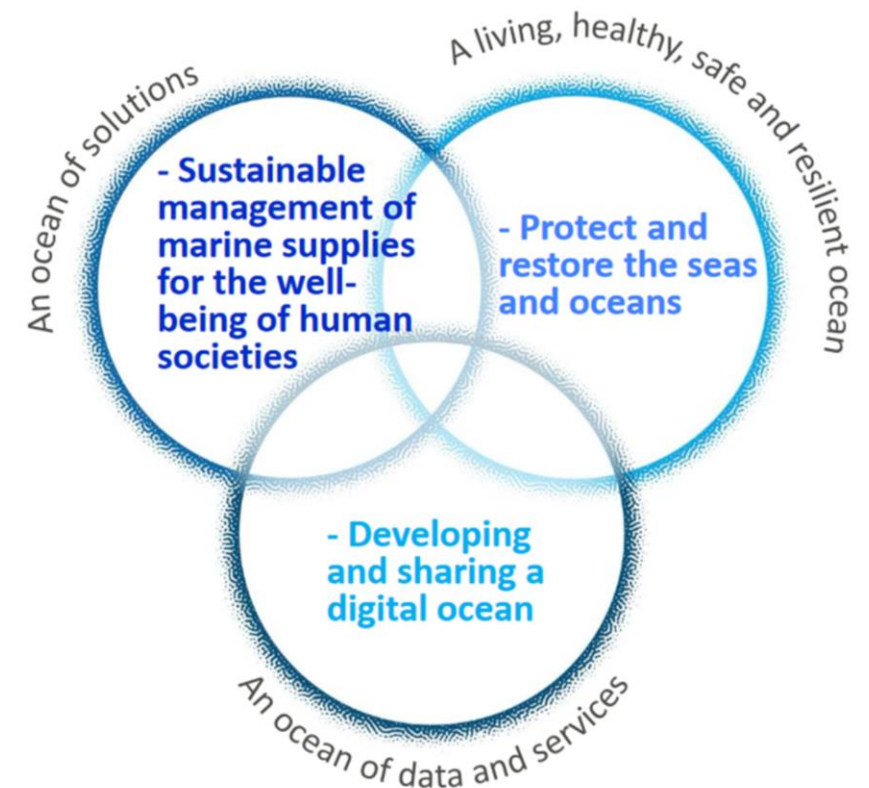 An ocean of solutions
A living, healthy, safe and resilient ocean
- Sustainable
management of
marine supplies
for the well-
being of human
societies
- Protect and
restore the seas
and oceans
- Developing
and sharing a
digital ocean
An ocean of data and services